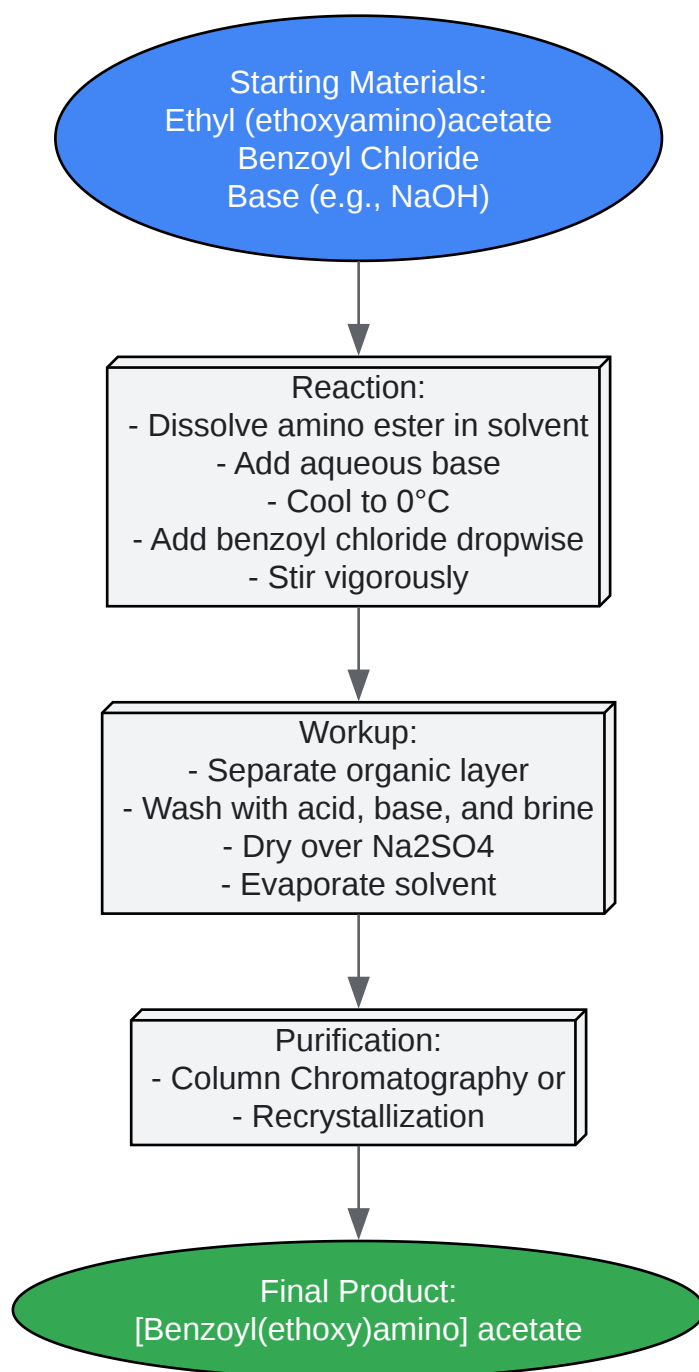 Starting Materials:
Ethyl (ethoxyamino)acetate
Benzoyl Chloride
Base (e.g., NaOH)
Reaction:
- Dissolve amino ester in solvent
- Add aqueous base
- Cool to 0°C
- Add benzoyl chloride dropwise
- Stir vigorously
Workup:
- Separate organic layer
- Wash with acid, base, and brine
- Dry over Na2SO4
- Evaporate solvent
Purification:
- Column Chromatography or
- Recrystallization
Final Product:
[Benzoyl(ethoxy)amino] acetate